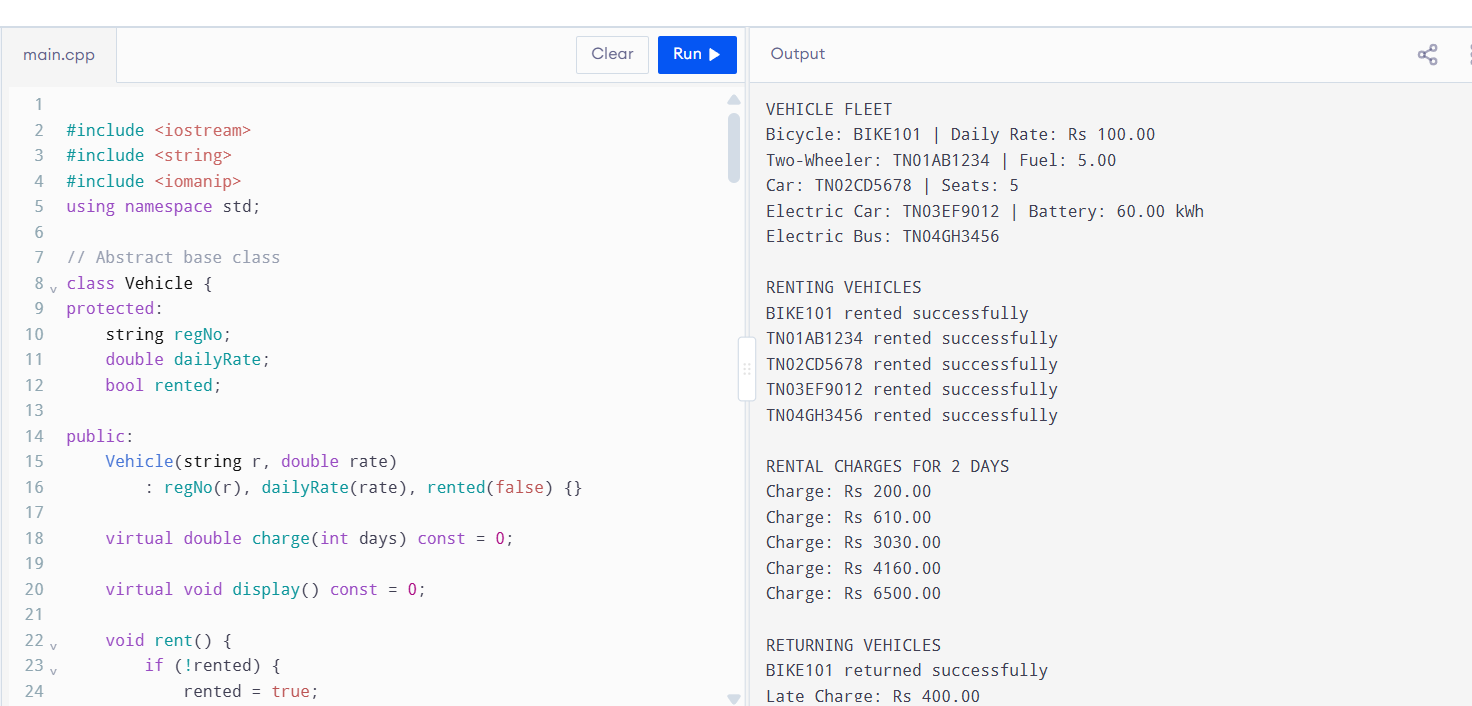 main.cpp
Clear
Run
Output
1
2 #include <iostream>
3 #include <string>
4 #include <iomanip>
5 using namespace std;
6
7 // Abstract base class
8 class Vehicle {
9 protected:
10 string regNo;
11 double dailyRate;
12 bool rented;
13
14 public:
15 Vehicle(string r, double rate)
16 : regNo(r), dailyRate(rate), rented(false) {}
17
18 virtual double charge(int days) const = 0;
19
20 virtual void display() const = 0;
21
22 void rent() {
23 if (!rented) {
24 rented = true;
VEHICLE FLEET
Bicycle: BIKE101 | Daily Rate: Rs 100.00
Two-Wheeler: TN01AB1234 | Fuel: 5.00
Car: TN02CD5678 | Seats: 5
Electric Car: TN03EF9012 | Battery: 60.00 kWh
Electric Bus: TN04GH3456
RENTING VEHICLES
BIKE101 rented successfully
TN01AB1234 rented successfully
TN02CD5678 rented successfully
TN03EF9012 rented successfully
TN04GH3456 rented successfully
RENTAL CHARGES FOR 2 DAYS
Charge: Rs 200.00
Charge: Rs 610.00
Charge: Rs 3030.00
Charge: Rs 4160.00
Charge: Rs 6500.00
RETURNING VEHICLES
BIKE101 returned successfully
Late Charge: Rs 400.00